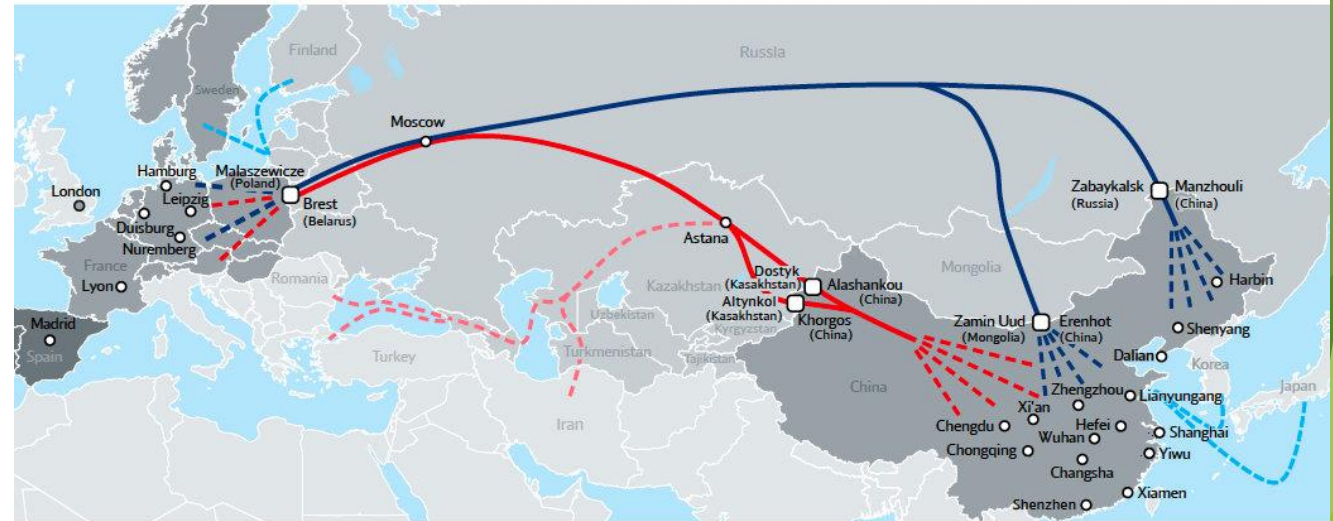 Finland
Russia
Sweden
Moscow
Hamburg
Malaszewicze
(Poland)
London
Leipzig
Brest
(Belarus)
Duisburg
Nuremberg
France
Lyon
Romania
Madrid
Spain
Turkey
Astana
Kazakhstan
Dostyk
(Kasakhstan)
Alashankou
(China)
Altynkol
(Kasakhstan)
Khorgos
(China)
Uzbekistan
Kyrgyzstan
Turkmenistan
Tajikistan
Iran
Mongolia
Zabaykalsk
(Russia)
Manzhouli
(China)
Harbin
Zamin Uud
(Mongolia)
Erenhot
(China)
Shenyang
Dalian
Korea
Japan
China
Zhengzhou
Lianyungang
Xi'an
Chengdu
Hefei
Shanghai
Wuhan
Chongqing
Yiwu
Changsha
Xiamen
Shenzhen